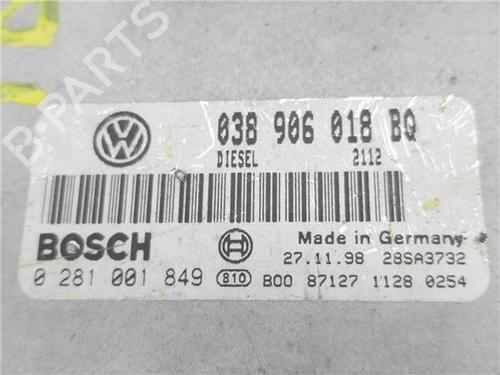 038 906 018 BQ
DIESEL 2112
BOSCH
Made in Germany
27.11.98 28SA3732
0 281 001 849 810 B00 87127 1128 0254
B-PARTS